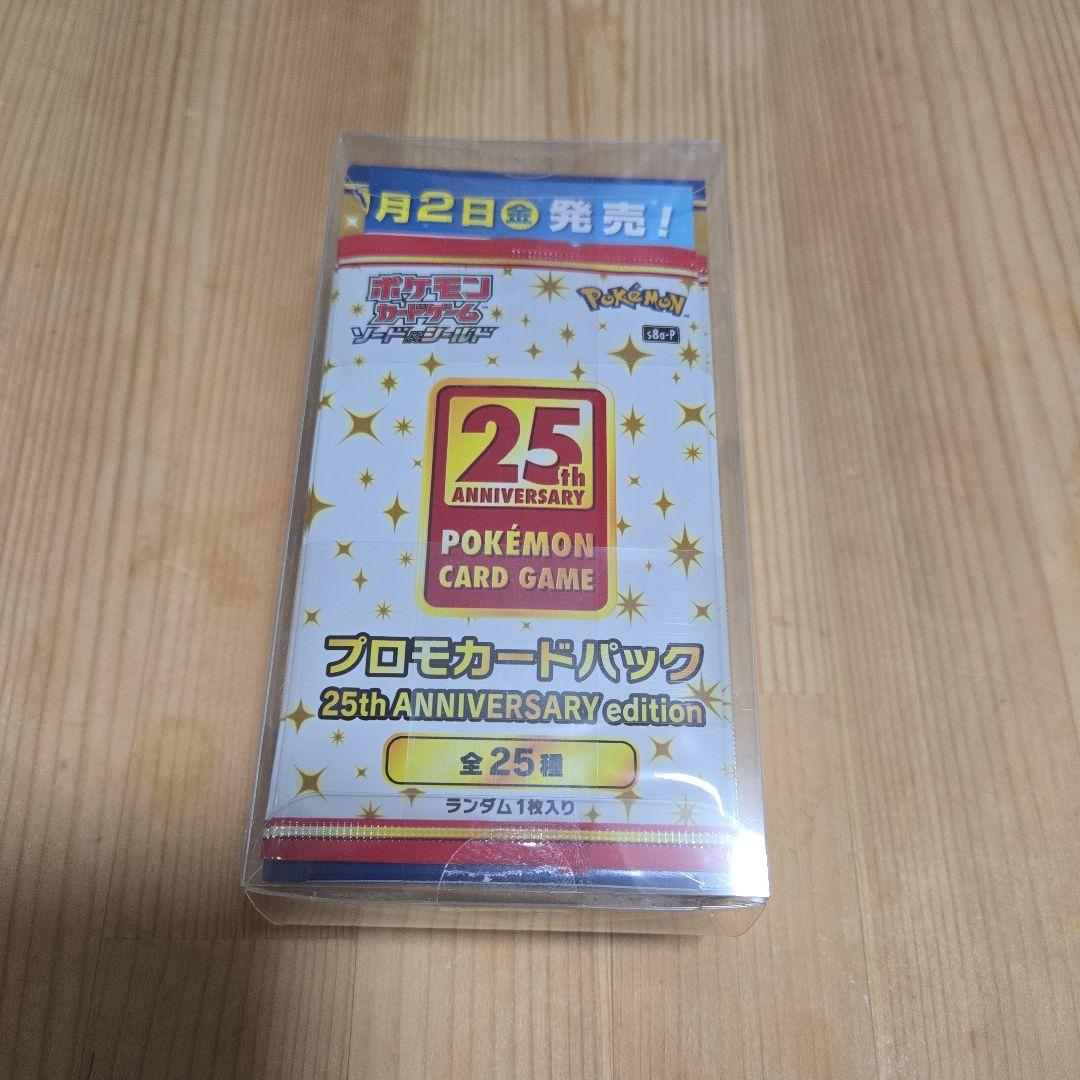 月2日金発売!
ポケモン
カードゲーム
ソード&シールド
Pokémon
s8a-P
25th
ANNIVERSARY
POKÉMON
CARD GAME
プロモカードパック
25th ANNIVERSARY edition
全25種
ランダム1枚入り